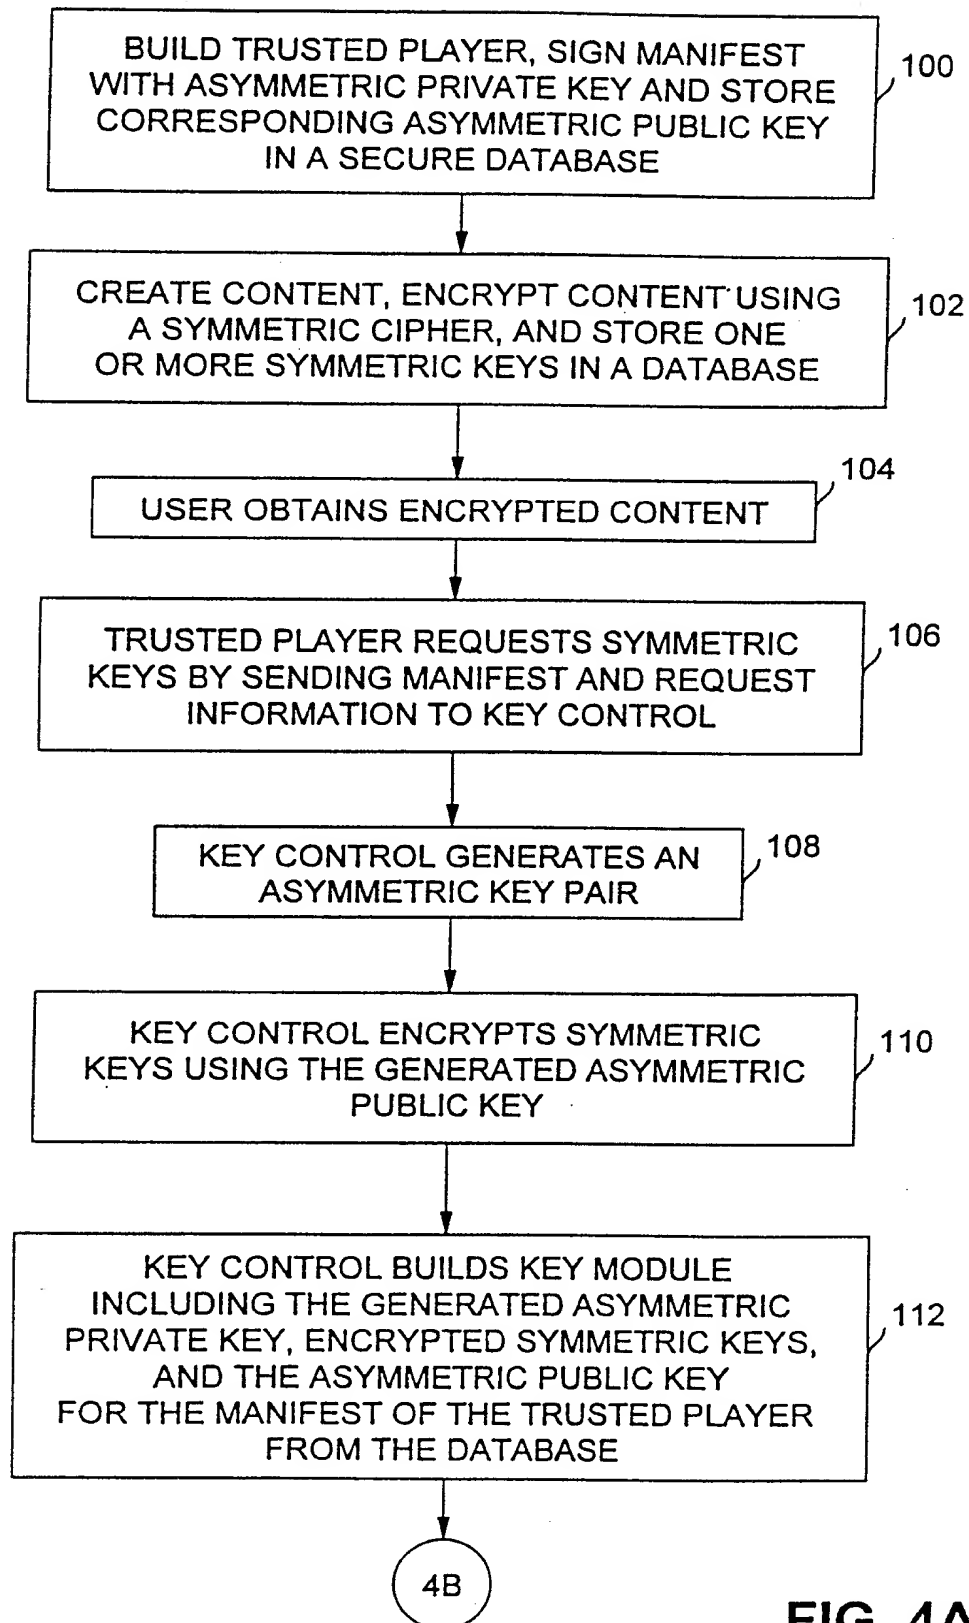 BUILD TRUSTED PLAYER, SIGN MANIFEST
WITH ASYMMETRIC PRIVATE KEY AND STORE
CORRESPONDING ASYMMETRIC PUBLIC KEY
IN A SECURE DATABASE
100
CREATE CONTENT, ENCRYPT CONTENT USING
A SYMMETRIC CIPHER, AND STORE ONE
OR MORE SYMMETRIC KEYS IN A DATABASE
102
USER OBTAINS ENCRYPTED CONTENT
104
TRUSTED PLAYER REQUESTS SYMMETRIC
KEYS BY SENDING MANIFEST AND REQUEST
INFORMATION TO KEY CONTROL
106
KEY CONTROL GENERATES AN
ASYMMETRIC KEY PAIR
108
KEY CONTROL ENCRYPTS SYMMETRIC
KEYS USING THE GENERATED ASYMMETRIC
PUBLIC KEY
110
KEY CONTROL BUILDS KEY MODULE
INCLUDING THE GENERATED ASYMMETRIC
PRIVATE KEY, ENCRYPTED SYMMETRIC KEYS,
AND THE ASYMMETRIC PUBLIC KEY
FOR THE MANIFEST OF THE TRUSTED PLAYER
FROM THE DATABASE
112
4B
FIG. 4A